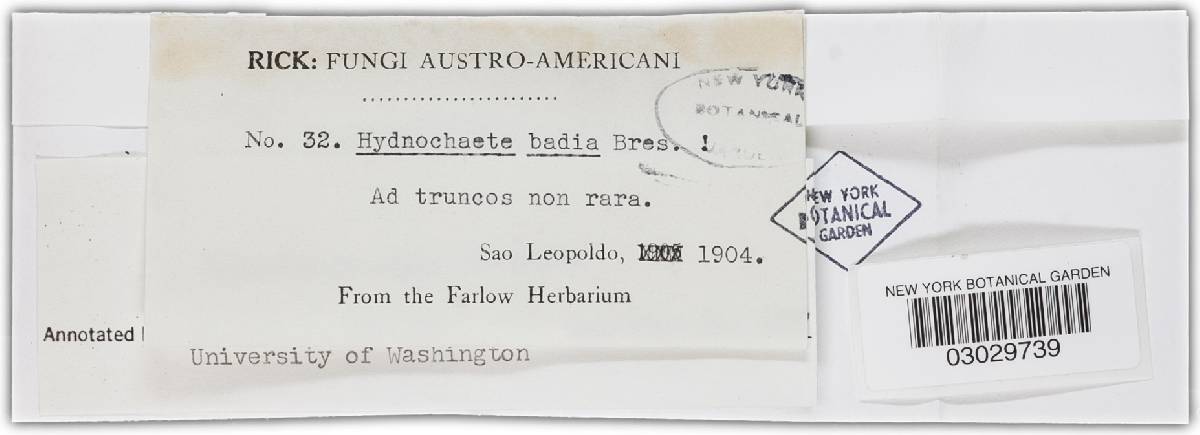 RICK: FUNGI AUSTRO-AMERICANI
........................
No. 32. Hydnochaete badia Bres. !
Ad truncos non rara.
Sao Leopoldo, 1904.
From the Farlow Herbarium
University of Washington
Annotated
NEW YORK
BOTANICAL
GARDEN
NEW YORK
BOTANICAL
GARDEN
NEW YORK BOTANICAL GARDEN
03029739